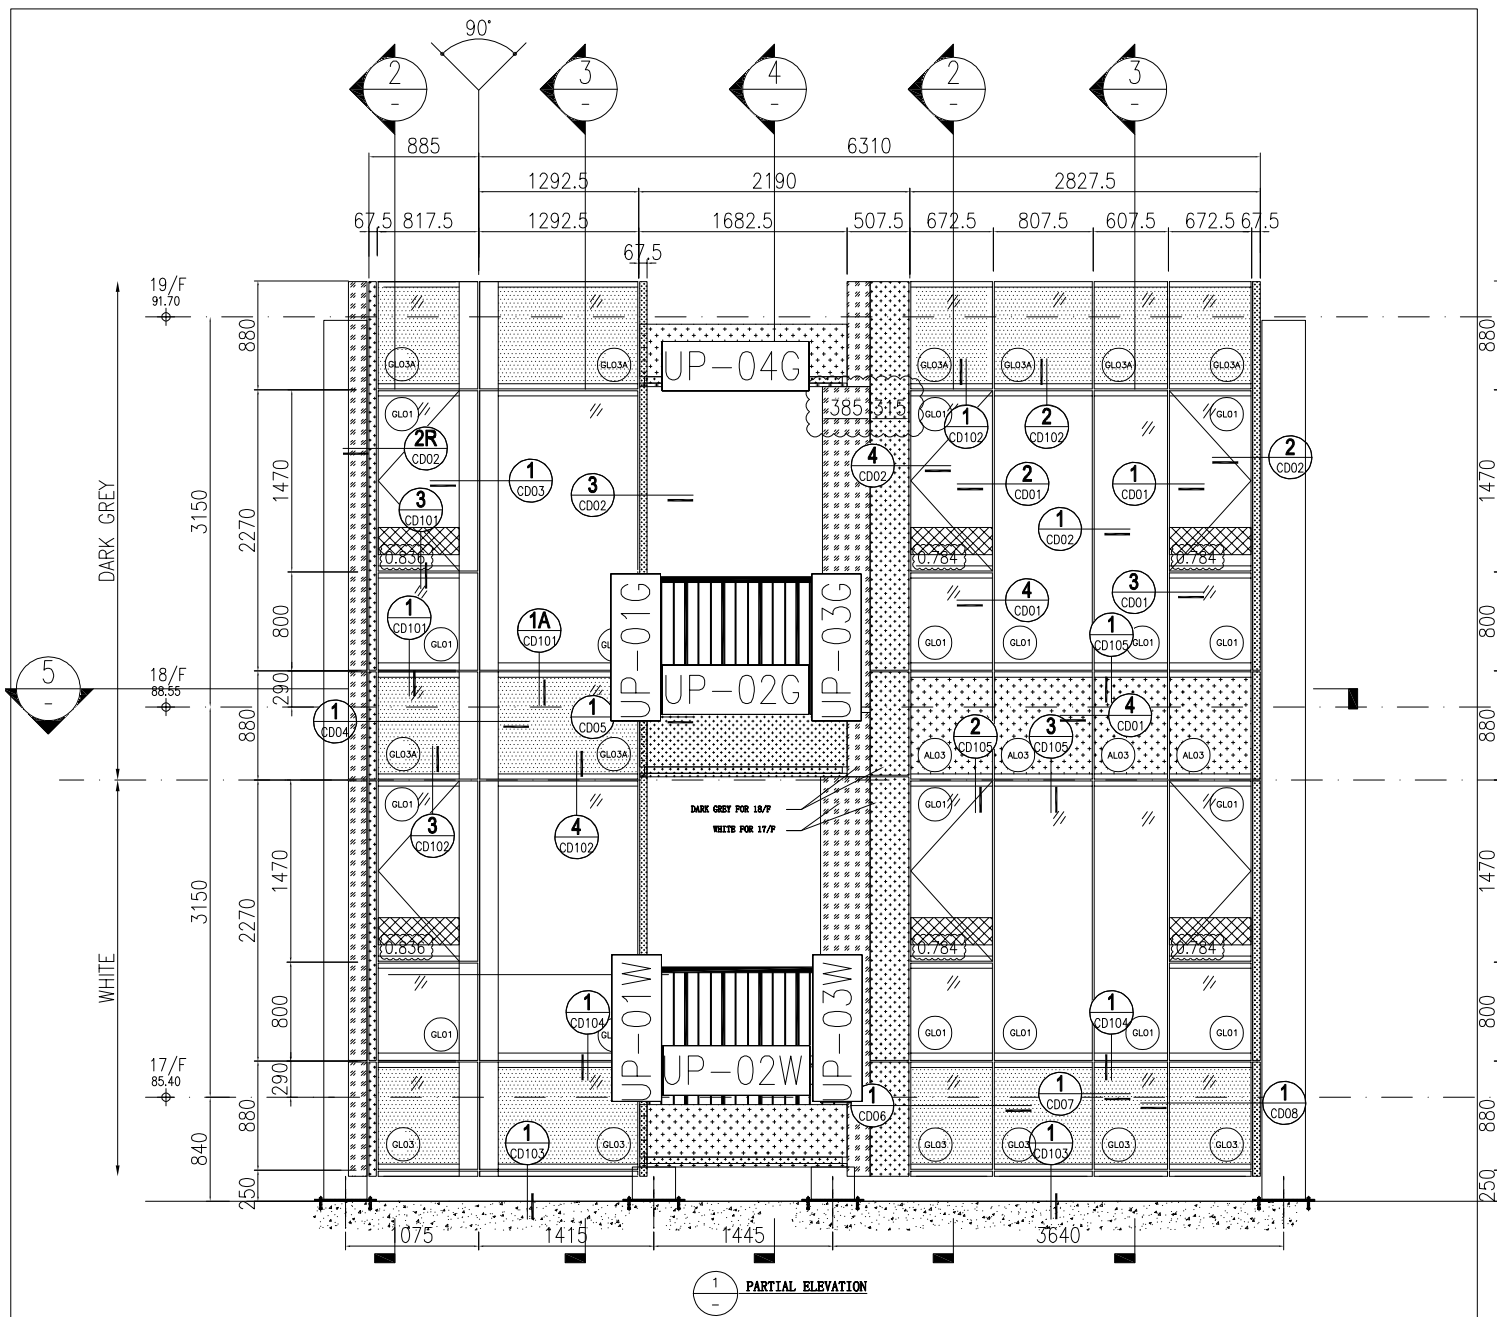 90°
2
-
3
-
4
-
2
-
3
-
885
6310
1292.5
2190
2827.5
67.5
817.5
1292.5
1682.5
507.5
672.5
807.5
607.5
672.5
67.5
67.5
19/F
91.70
880
GL03A
GL03A
UP-04G
GL03A
GL03A
GL03A
GL03A
880
385
315
GL01
GL01
GL01
1
CD102
2
CD102
2R
CD02
4
CD02
2
CD02
1470
1
CD03
3
CD02
2
CD01
1
CD01
1470
3
CD101
1
CD02
3150
2270
DARK GREY
0.836
0.784
0.784
UP-01G
UP-03G
4
CD01
3
CD01
1
CD101
1A
CD101
1
CD105
800
GL01
GL
GL01
GL01
GL01
GL01
800
5
-
18/F
88.55
290
UP-02G
1
CD04
1
CD05
4
CD01
880
2
CD105
3
CD105
880
GL03A
GL03A
AL03
AL03
AL03
AL03
DARK GREY FOR 18/F
WHITE FOR 17/F
GL01
GL01
GL01
3
CD102
4
CD102
1470
1470
3150
2270
0.836
0.784
0.784
WHITE
UP-01W
UP-03W
1
CD104
1
CD104
800
GL01
GL
GL01
GL01
GL01
GL01
800
17/F
85.40
290
UP-02W
1
CD06
1
CD07
1
CD08
880
880
840
GL03
1
CD103
GL03
GL03
GL03
1
CD103
GL03
GL03
250
250
1075
1415
1445
3640
1
-
PARTIAL ELEVATION